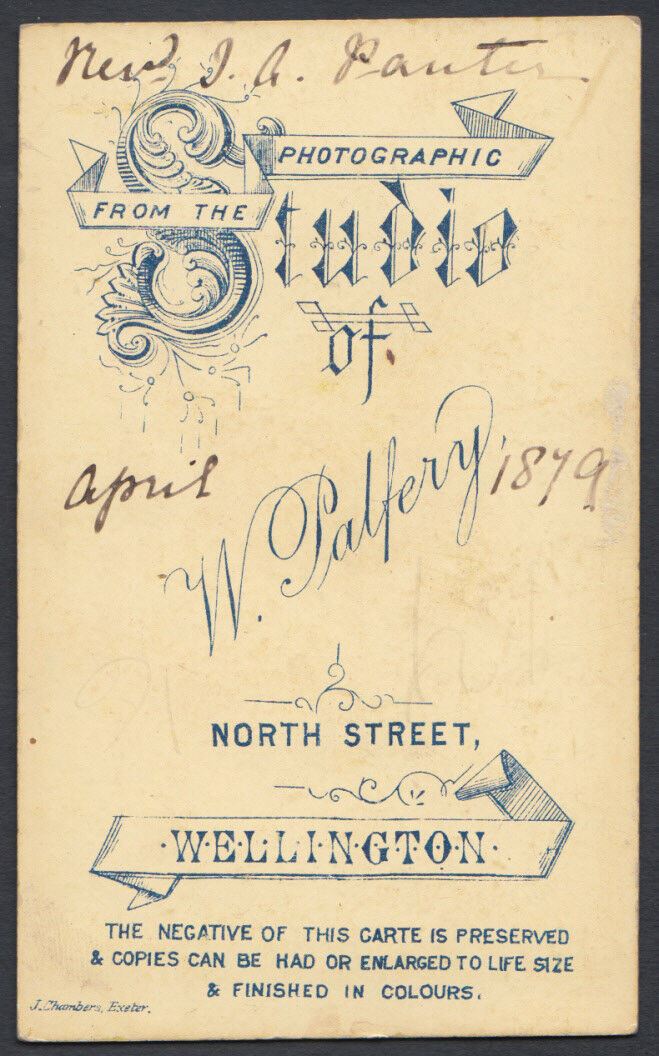 Revd J. A. Panter
FROM THE
PHOTOGRAPHIC
Studio
of
April
1879
W. Palfery
NORTH STREET,
WELLINGTON
THE NEGATIVE OF THIS CARTE IS PRESERVED
& COPIES CAN BE HAD OR ENLARGED TO LIFE SIZE
& FINISHED IN COLOURS.
J. Chambers, Exeter.